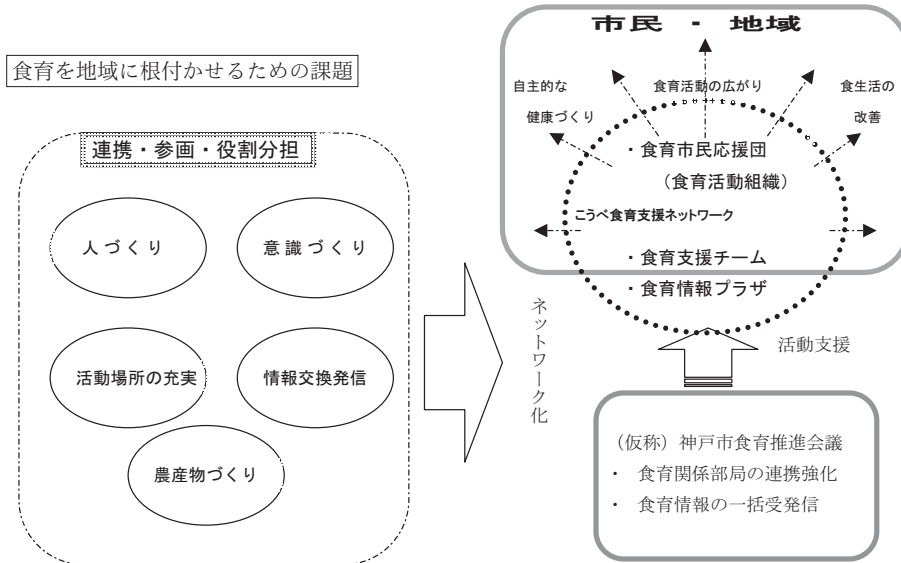 食育を地域に根付かせるための課題
連携・参画・役割分担
人づくり
意識づくり
活動場所の充実
情報交換発信
農産物づくり
ネットワーク化
市民・地域
自主的な
健康づくり
食育活動の広がり
食生活の
改善
・食育市民応援団
(食育活動組織)
こうべ食育支援ネットワーク
・食育支援チーム
・食育情報プラザ
活動支援
(仮称)神戸市食育推進会議
・ 食育関係部局の連携強化
・ 食育情報の一括受発信